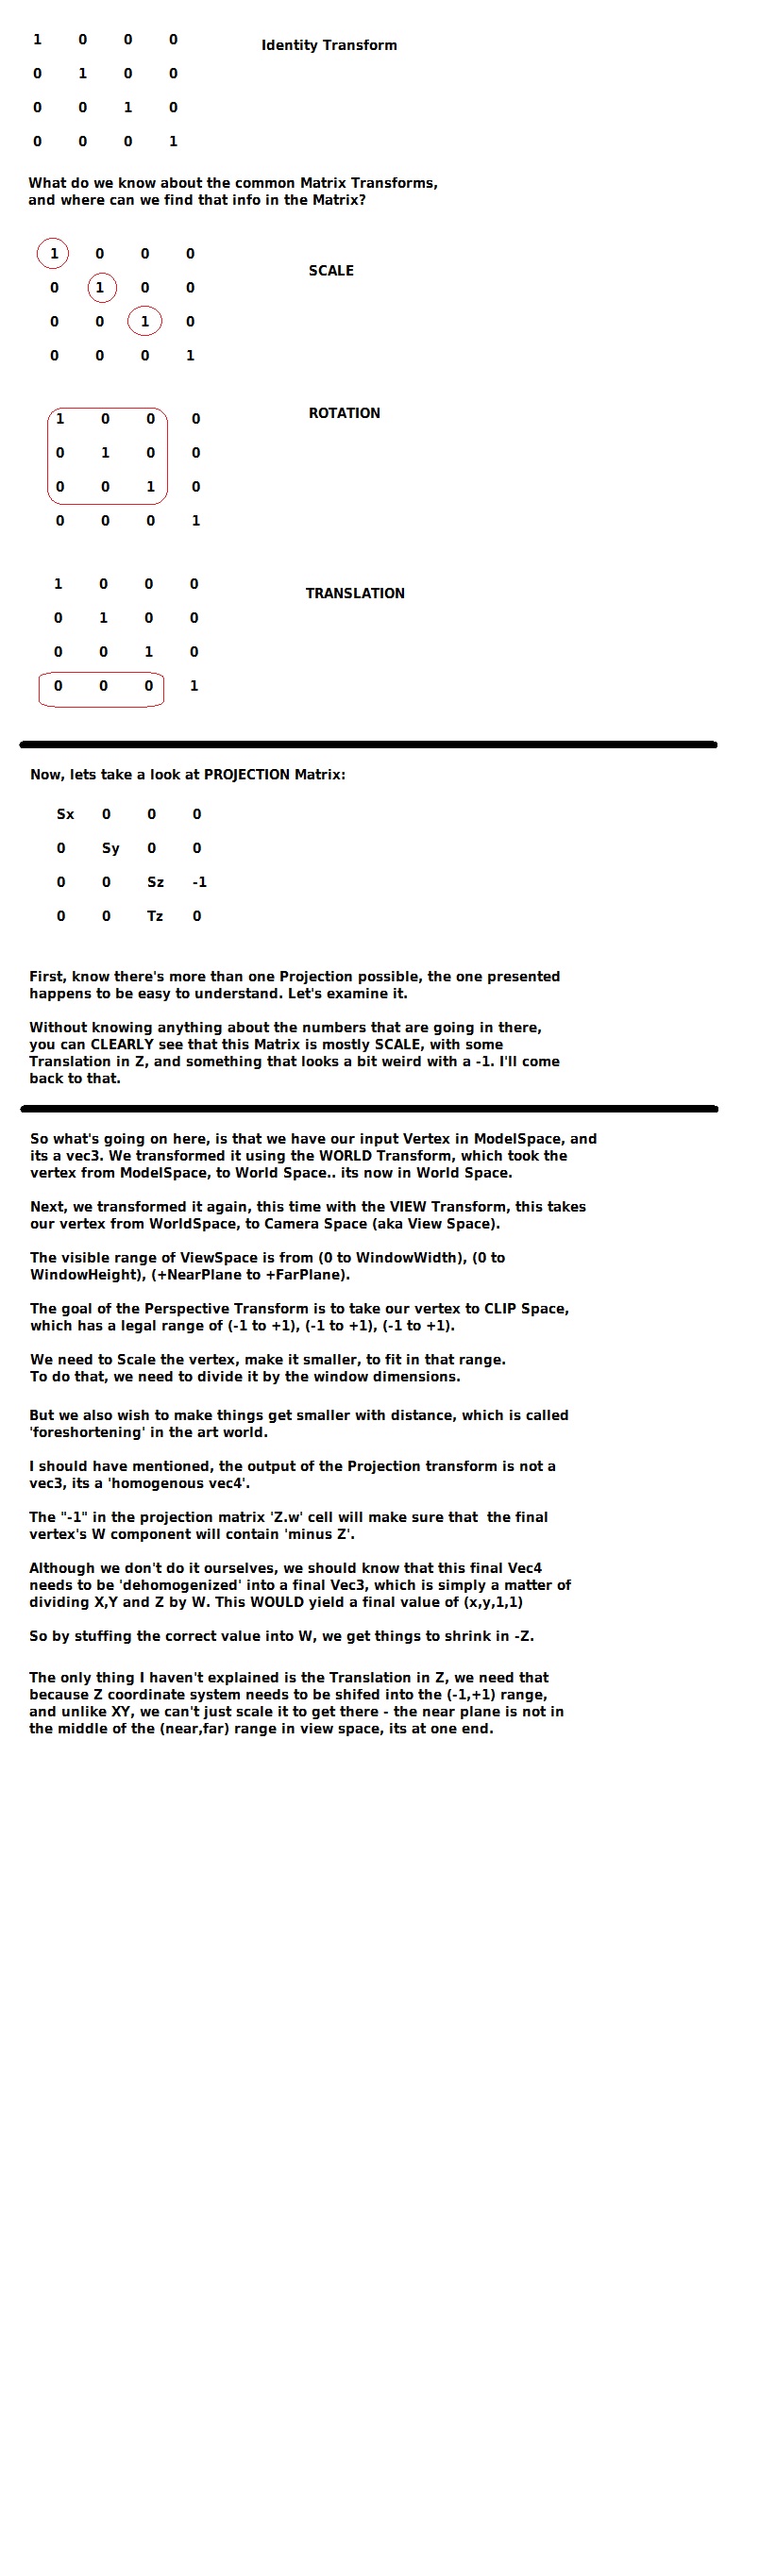 1 0 0 0 Identity Transform
0 1 0 0
0 0 1 0
0 0 0 1
What do we know about the common Matrix Transforms,
and where can we find that info in the Matrix?
1 0 0 0
SCALE
0 1 0 0
0 0 1 0
0 0 0 1
ROTATION
1 0 0 0
0 1 0 0
0 0 1 0
0 0 0 1
1 0 0 0
TRANSLATION
0 1 0 0
0 0 1 0
0 0 0 1
Now, lets take a look at PROJECTION Matrix:
Sx 0 0 0
0 Sy 0 0
0 0 Sz -1
0 0 Tz 0
First, know there's more than one Projection possible, the one presented
happens to be easy to understand. Let's examine it.
Without knowing anything about the numbers that are going in there,
you can CLEARLY see that this Matrix is mostly SCALE, with some
Translation in Z, and something that looks a bit weird with a -1. I'll come
back to that.
So what's going on here, is that we have our input Vertex in ModelSpace, and
its a vec3. We transformed it using the WORLD Transform, which took the
vertex from ModelSpace, to World Space.. its now in World Space.
Next, we transformed it again, this time with the VIEW Transform, this takes
our vertex from WorldSpace, to Camera Space (aka View Space).
The visible range of ViewSpace is from (0 to WindowWidth), (0 to
WindowHeight), (+NearPlane to +FarPlane).
The goal of the Perspective Transform is to take our vertex to CLIP Space,
which has a legal range of (-1 to +1), (-1 to +1), (-1 to +1).
We need to Scale the vertex, make it smaller, to fit in that range.
To do that, we need to divide it by the window dimensions.
But we also wish to make things get smaller with distance, which is called
'foreshortening' in the art world.
I should have mentioned, the output of the Projection transform is not a
vec3, its a 'homogenous vec4'.
The "-1" in the projection matrix 'Z.w' cell will make sure that the final
vertex's W component will contain 'minus Z'.
Although we don't do it ourselves, we should know that this final Vec4
needs to be 'dehomogenized' into a final Vec3, which is simply a matter of
dividing X,Y and Z by W. This WOULD yield a final value of (x,y,1,1)
So by stuffing the correct value into W, we get things to shrink in -Z.
The only thing I haven't explained is the Translation in Z, we need that
because Z coordinate system needs to be shifed into the (-1,+1) range,
and unlike XY, we can't just scale it to get there - the near plane is not in
the middle of the (near,far) range in view space, its at one end.